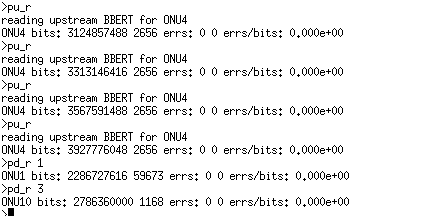 >pu_r
reading upstream BBERT for ONU4
ONU4 bits: 3124857488 2656 errs: 0 0 errs/bits: 0.000e+00
>pu_r
reading upstream BBERT for ONU4
ONU4 bits: 3313146416 2656 errs: 0 0 errs/bits: 0.000e+00
>pu_r
reading upstream BBERT for ONU4
ONU4 bits: 3567591488 2656 errs: 0 0 errs/bits: 0.000e+00
>pu_r
reading upstream BBERT for ONU4
ONU4 bits: 3927776048 2656 errs: 0 0 errs/bits: 0.000e+00
>pd_r 1
ONU1 bits: 2286727616 59673 errs: 0 0 errs/bits: 0.000e+00
>pd_r 3
ONU10 bits: 2786360000 1168 errs: 0 0 errs/bits: 0.000e+00
>